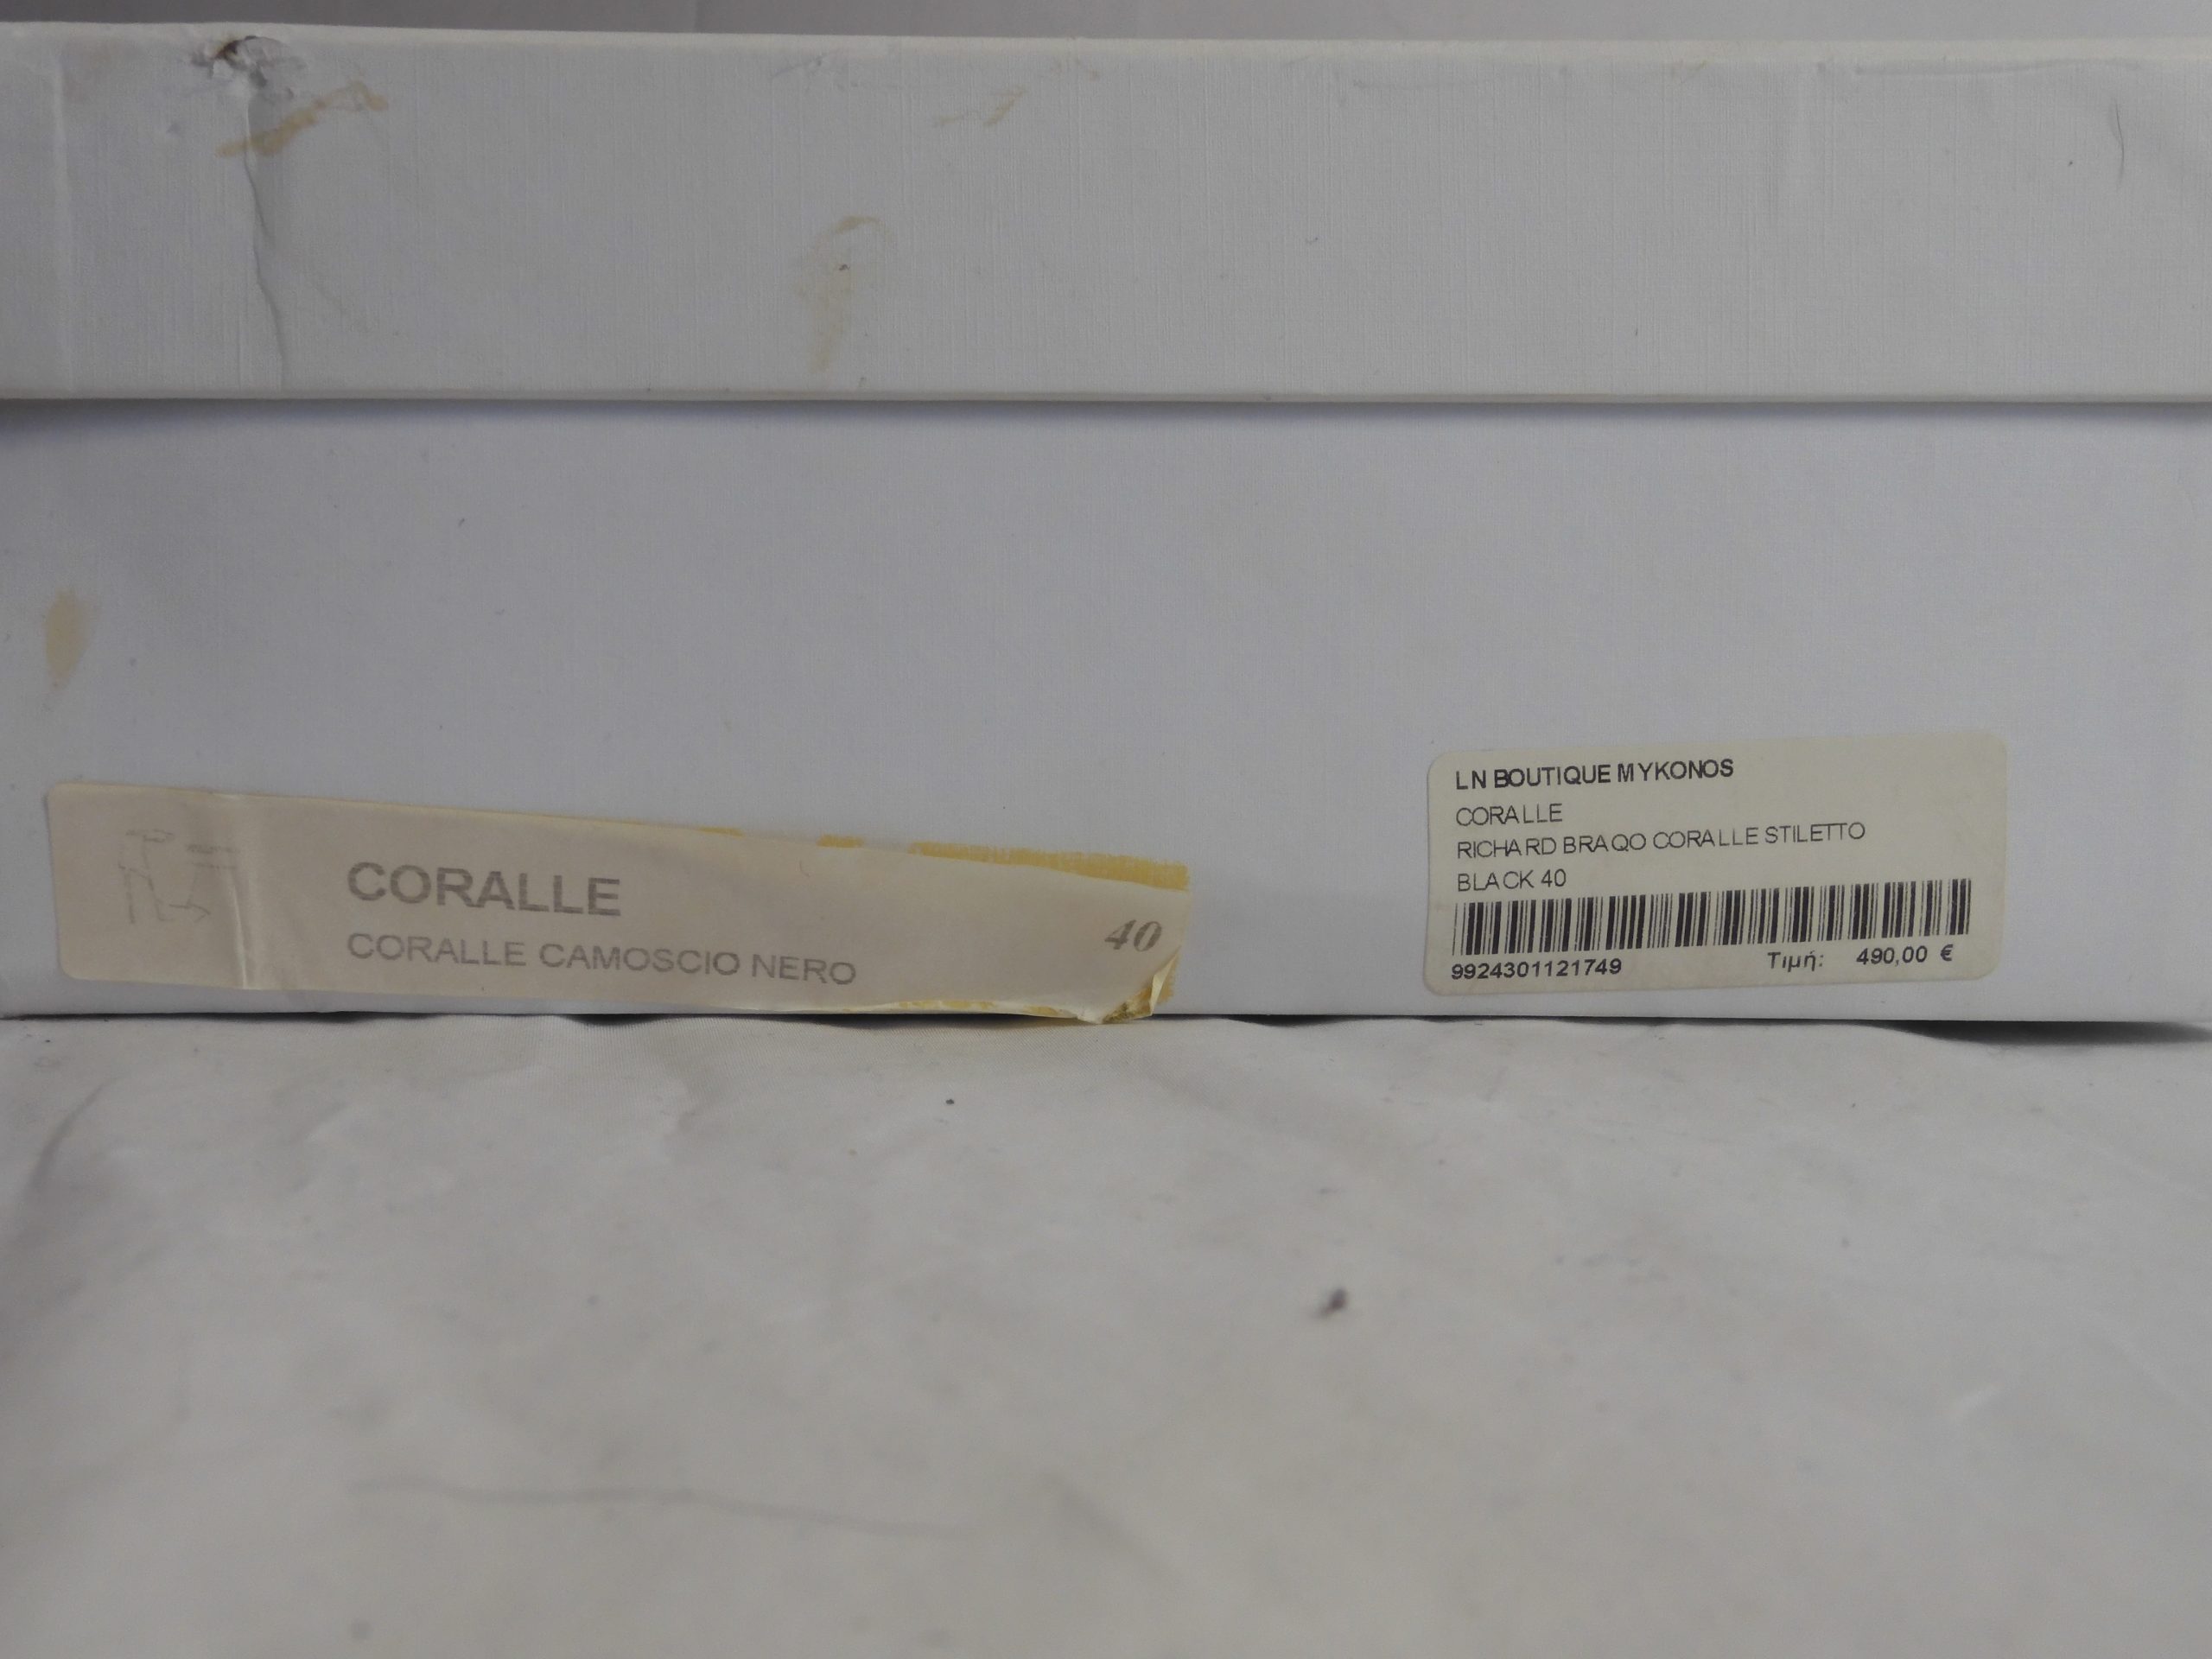 CORALLE
CORALLE CAMOSCIO NERO
40
LN BOUTIQUE MYKONOS
CORALLE
RICHARD BRAQO CORALLE STILETTO
BLACK 40
9924301121749
Τιμή: 490,00 €